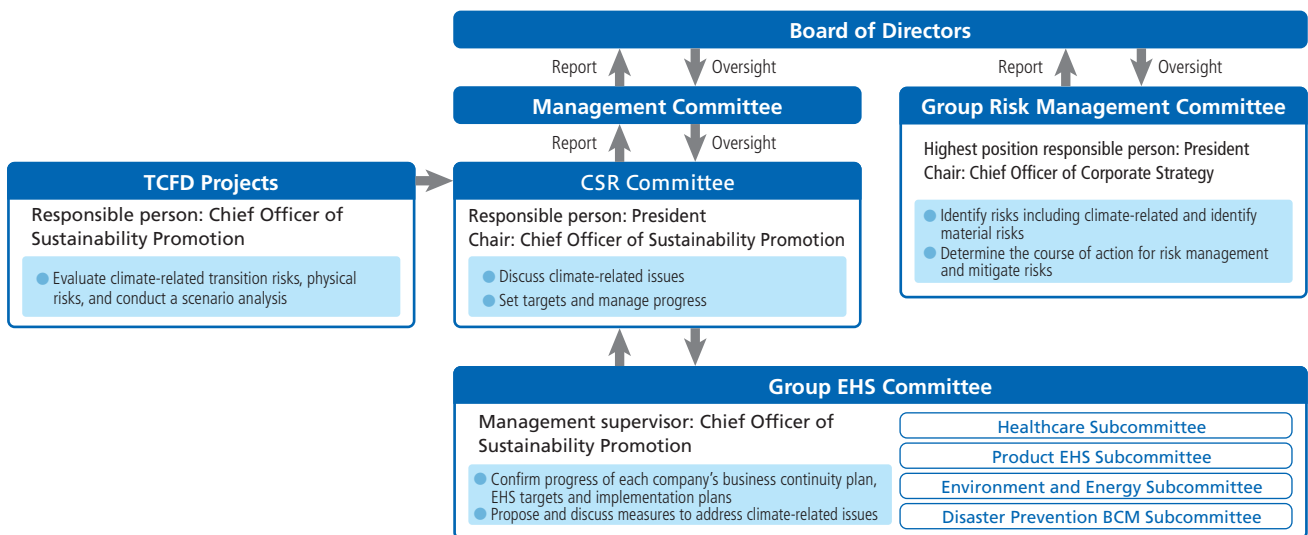 Board of Directors
Report
Oversight
Report
Oversight
Management Committee
Group Risk Management Committee
Report
Oversight
Highest position responsible person: President
Chair: Chief Officer of Corporate Strategy
Identify risks including climate-related and identify
material risks
Determine the course of action for risk management
and mitigate risks
TCFD Projects
Responsible person: Chief Officer of
Sustainability Promotion
Evaluate climate-related transition risks, physical
risks, and conduct a scenario analysis
CSR Committee
Responsible person: President
Chair: Chief Officer of Sustainability Promotion
Discuss climate-related issues
Set targets and manage progress
Group EHS Committee
Management supervisor: Chief Officer of
Sustainability Promotion
Confirm progress of each company's business continuity plan,
EHS targets and implementation plans
Propose and discuss measures to address climate-related issues
Healthcare Subcommittee
Product EHS Subcommittee
Environment and Energy Subcommittee
Disaster Prevention BCM Subcommittee